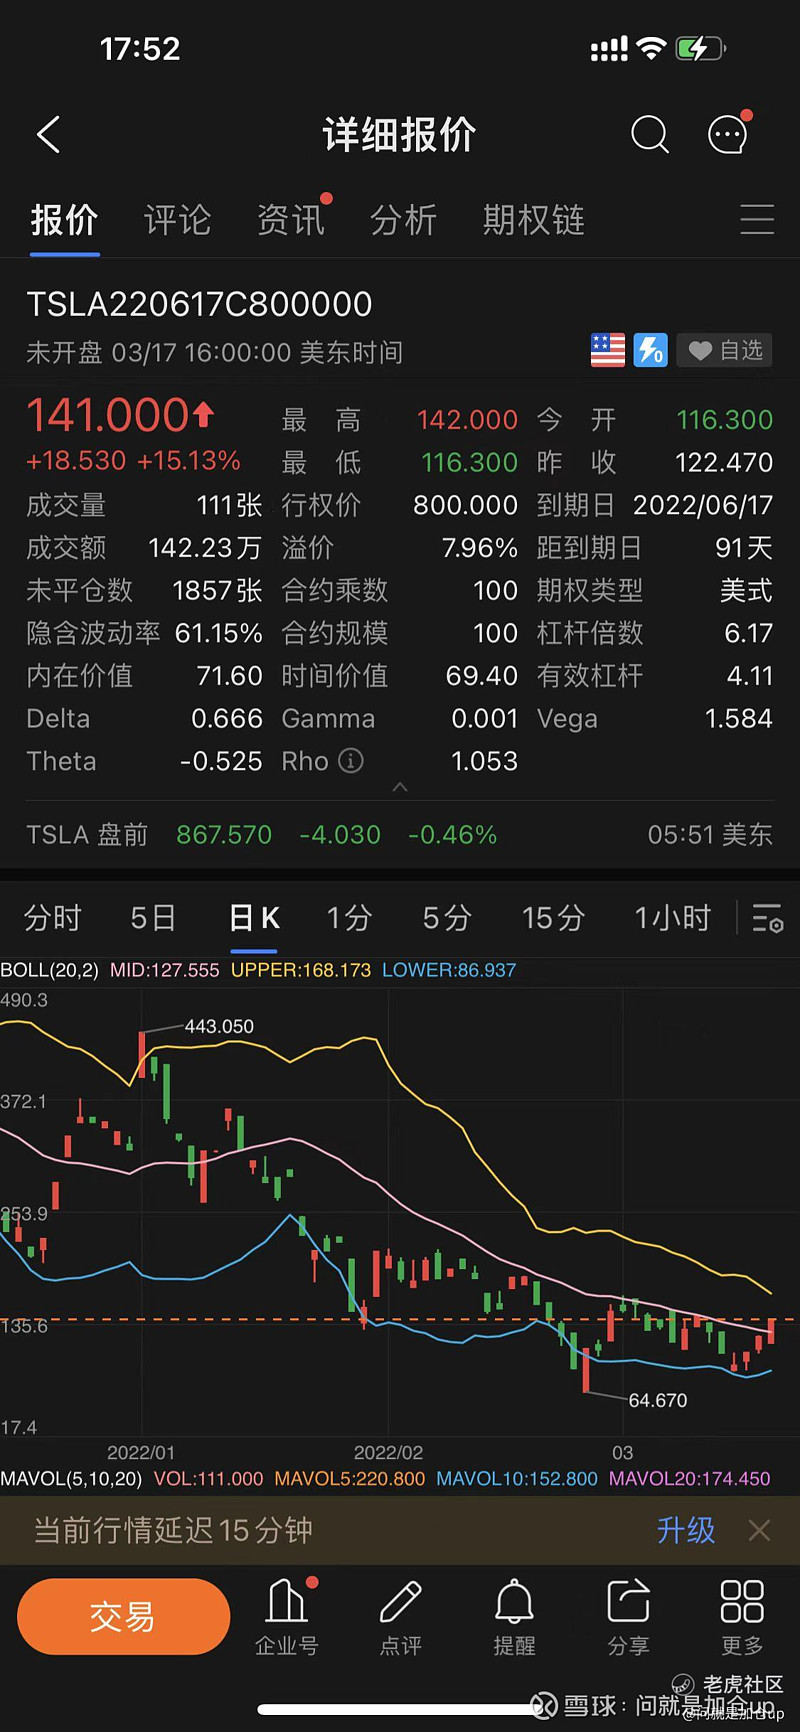 17:52
详细报价
报价 评论 资讯 分析 期权链
TSLA220617C800000
未开盘 03/17 16:00:00 美东时间 自选
141.000 最高 142.000 今开 116.300
+18.530 +15.13% 最低 116.300 昨收 122.470
成交量 111张 行权价 800.000 到期日 2022/06/17
成交额 142.23万 溢价 7.96% 距到期日 91天
未平仓数 1857张 合约乘数 100 期权类型 美式
隐含波动率 61.15% 合约规模 100 杠杆倍数 6.17
内在价值 71.60 时间价值 69.40 有效杠杆 4.11
Delta 0.666 Gamma 0.001 Vega 1.584
Theta -0.525 Rho 1.053
TSLA 盘前 867.570 -4.030 -0.46% 05:51 美东
分时 5日 日K 1分 5分 15分 1小时
BOLL(20,2) MID:127.555 UPPER:168.173 LOWER:86.937
490.3
443.050
372.1
253.9
135.6
64.670
17.4
2022/01 2022/02 03
MAVOL(5,10,20) VOL:111.000 MAVOL5:220.800 MAVOL10:152.800 MAVOL20:174.450
当前行情延迟15分钟 升级
交易 企业号 点评 提醒 分享 更多
老虎社区
雪球：问就是加仓up
@问就是加仓up